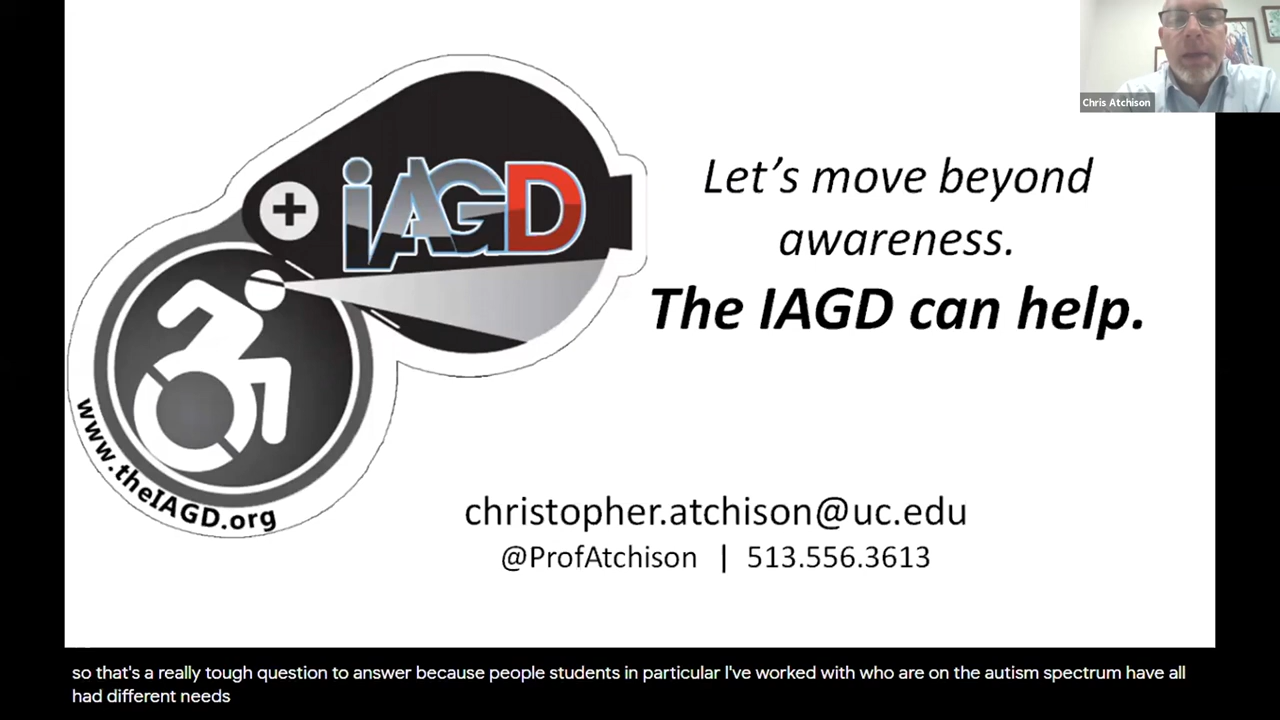 Chris Atchison
iAGD
Let's move beyond
awareness.
The IAGD can help.
www.theIAGD.org
christopher.atchison@uc.edu
@ProfAtchison | 513.556.3613
so that's a really tough question to answer because people students in particular I've worked with who are on the autism spectrum have all
had different needs